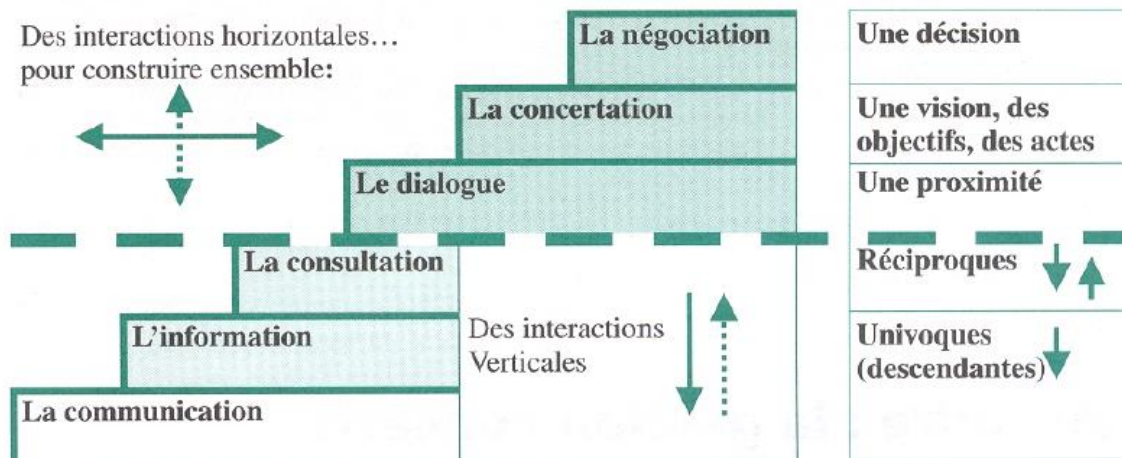 Des interactions horizontales…
pour construire ensemble:
La négociation
Une décision
La concertation
Une vision, des
objectifs, des actes
Le dialogue
Une proximité
La consultation
Réciproques
L'information
Des interactions
Verticales
Univoques
(descendantes)
La communication